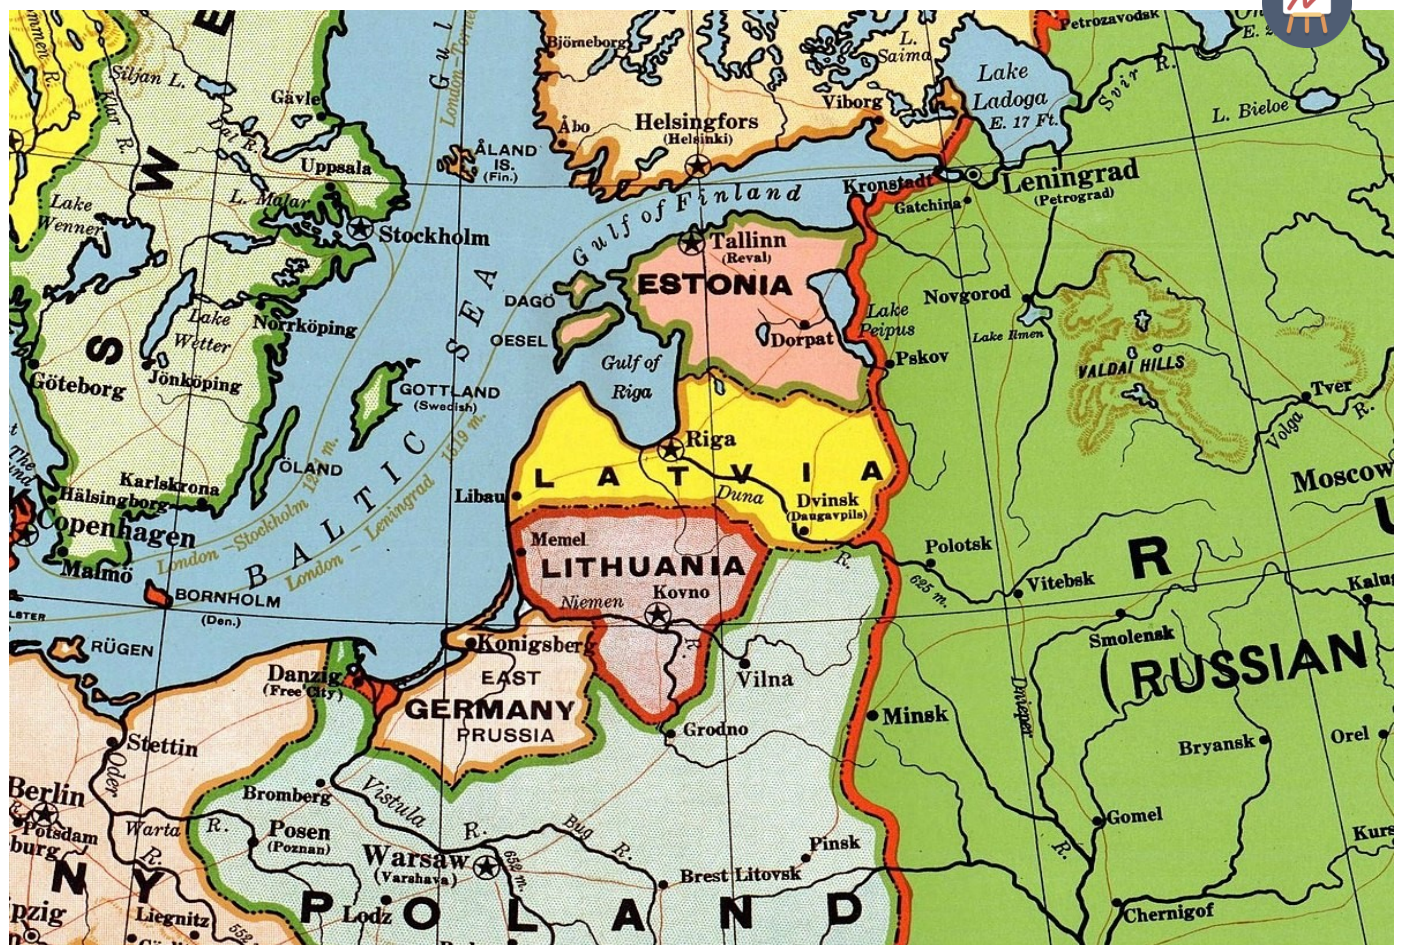 Petrozavodsk
E
Björneborg
L.
Saima
Siljan L.
Lake
Ladoga
E. 17 Ft.
Svir R.
L. Bieloe
Gävle
Viborg
Klar R.
Dal R.
Åbo
Helsingfors
(Helsinki)
W
Uppsala
ÅLAND
IS.
(Fin.)
Kronstadt
Leningrad
(Petrograd)
Gatchina
Lake
Wenner
L. Malar
Stockholm
Gulf of Finland
Tallinn
(Reval)
ESTONIA
DAGÖ
OESEL
Novgorod
Lake Ilmen
Lake
Peipus
Lake
Wetter
Norrköping
S
Dorpat
Pskov
VALDAI HILLS
Gulf of
Riga
Göteborg
Jönköping
GOTTLAND
(Swedish)
Tver
Volga R.
Riga
LATVIA
Duna R.
Dvinsk
(Daugavpils)
Libau
Moscow
ÖLAND
Karlskrona
Hälsingborg
Copenhagen
Malmö
BALTIC SEA
London – Stockholm
London – Leningrad 1519 m.
Memel
LITHUANIA
Kovno
Niemen R.
Polotsk
625 m.
Vitebsk
R U
BORNHOLM
(Den.)
RÜGEN
Smolensk
(RUSSIAN
Konigsberg
Danzig
(Free City)
EAST
GERMANY
PRUSSIA
Vilna
Grodno
Minsk
Dnieper R.
Bryansk
Orel
Stettin
Oder
Berlin
Potsdam
Bromberg
Vistula R.
Warta R.
Posen
(Poznan)
Bug R.
Warsaw
(Varshava)
652 m.
Pinsk
Gomel
Brest Litovsk
N Y
POLAND
Lodz
Liegnitz
Chernigof